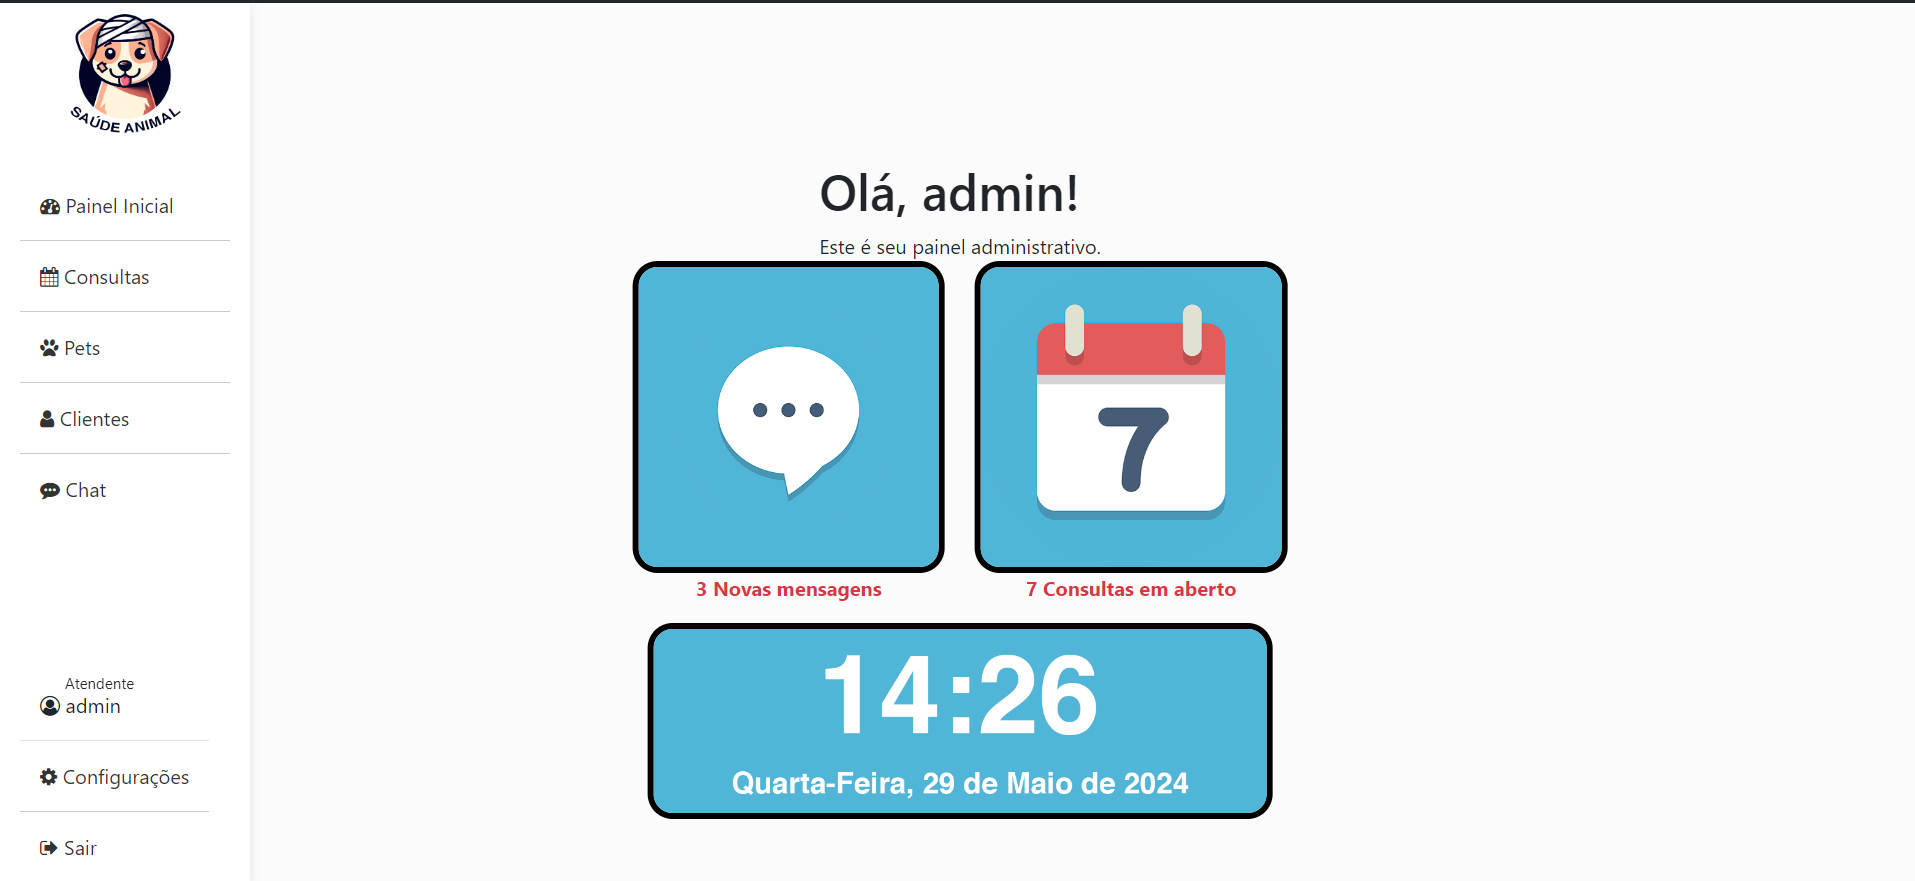 SAÚDE ANIMAL
Painel Inicial
Consultas
Pets
Clientes
Chat
Atendente
admin
Configurações
Sair
Olá, admin!
Este é seu painel administrativo.
7
3 Novas mensagens
7 Consultas em aberto
14:26
Quarta-Feira, 29 de Maio de 2024